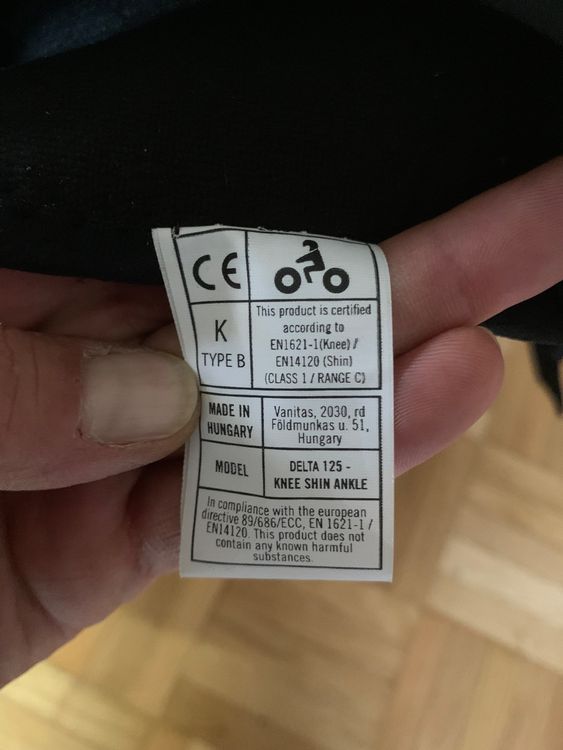 CE
K
TYPE B
This product is certified
according to
EN1621-1(Knee) /
EN14120 (Shin)
(CLASS 1 / RANGE C)
MADE IN
HUNGARY
Vanitas, 2030, rd
Földmunkas u. 51,
Hungary
MODEL
DELTA 125 -
KNEE SHIN ANKLE
In compliance with the european
directive 89/686/ECC, EN 1621-1 /
EN14120. This product does not
contain any known harmful
substances.